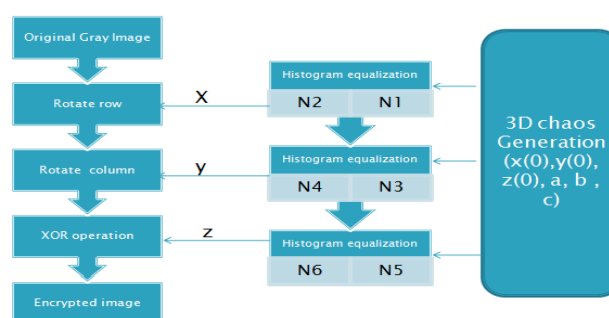 Original Gray Image
Rotate row
Rotate column
XOR operation
Encrypted image
X
y
z
Histogram equalization
N2 N1
Histogram equalization
N4 N3
Histogram equalization
N6 N5
3D chaos
Generation
(x(0),y(0),
z(0), a, b ,
c)